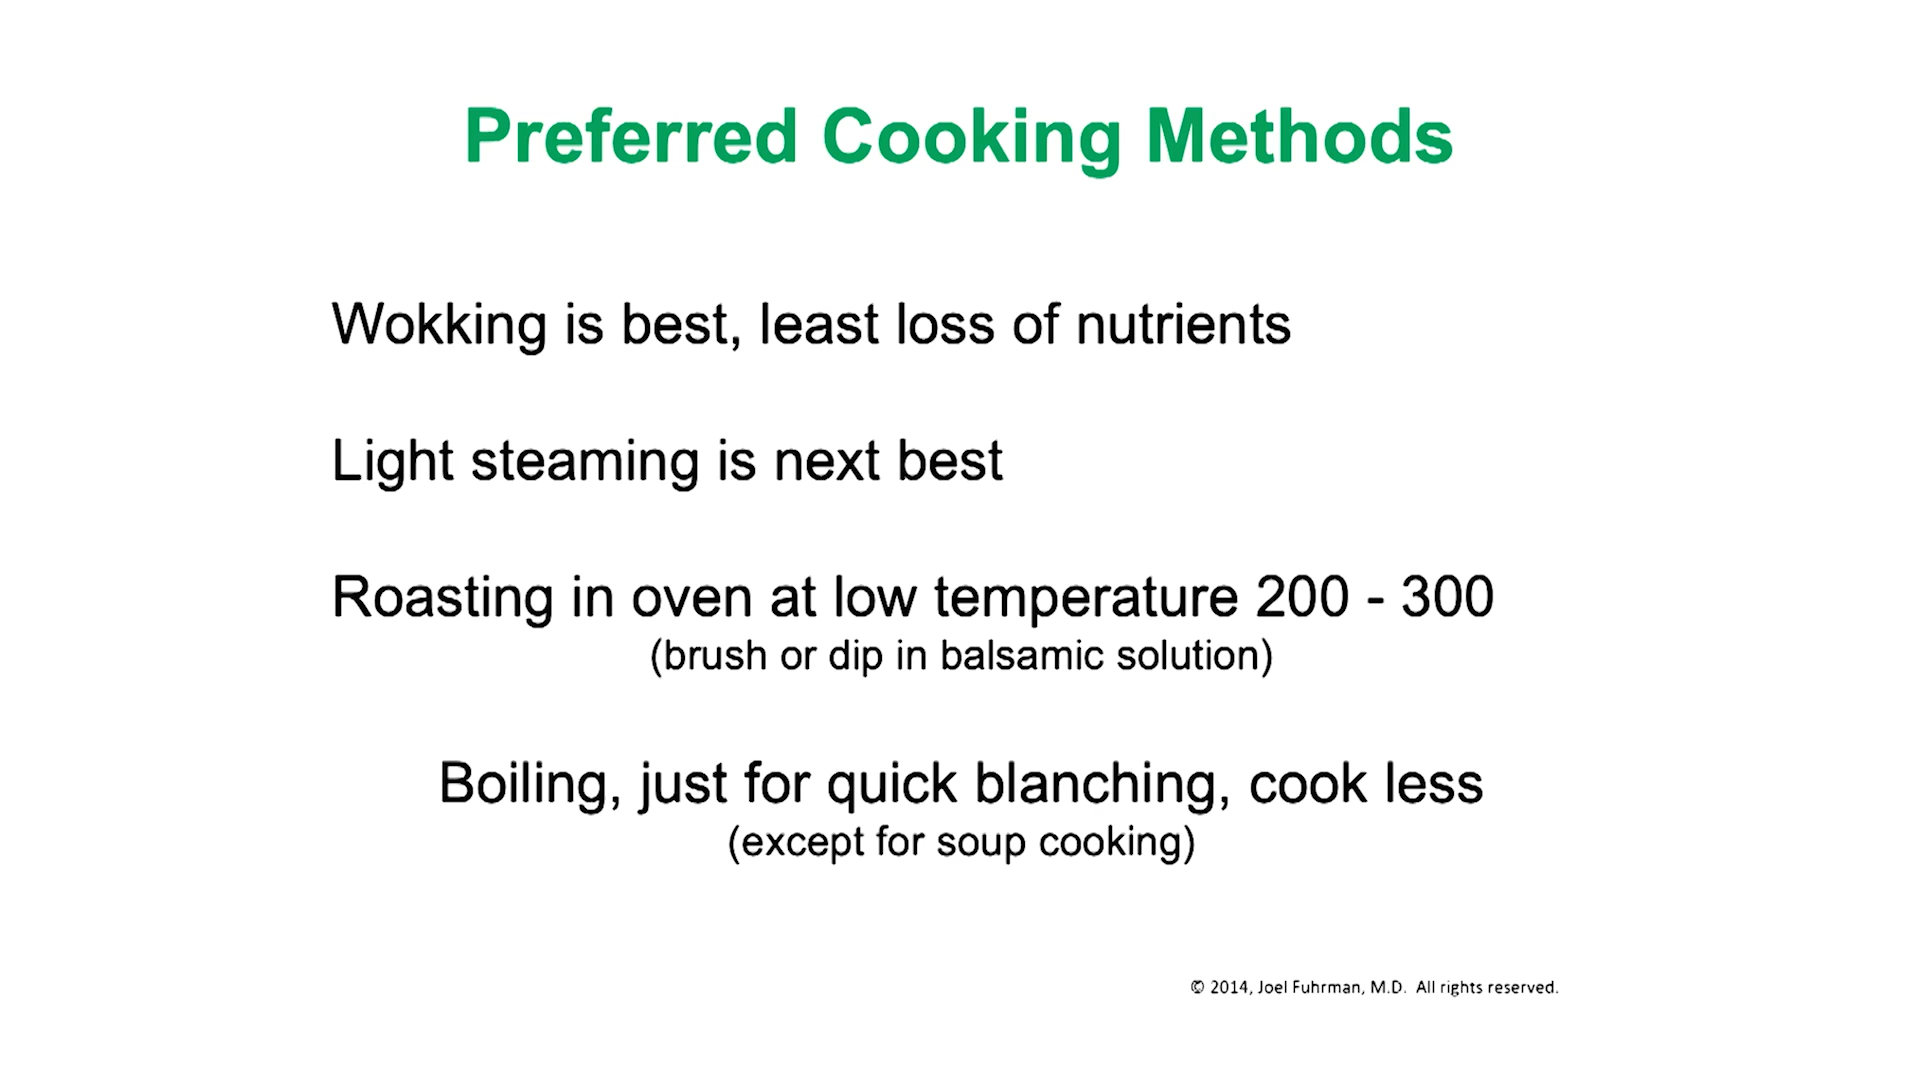 Preferred Cooking Methods
Wokking is best, least loss of nutrients
Light steaming is next best
Roasting in oven at low temperature 200 - 300
(brush or dip in balsamic solution)
Boiling, just for quick blanching, cook less
(except for soup cooking)
© 2014, Joel Fuhrman, M.D.  All rights reserved.